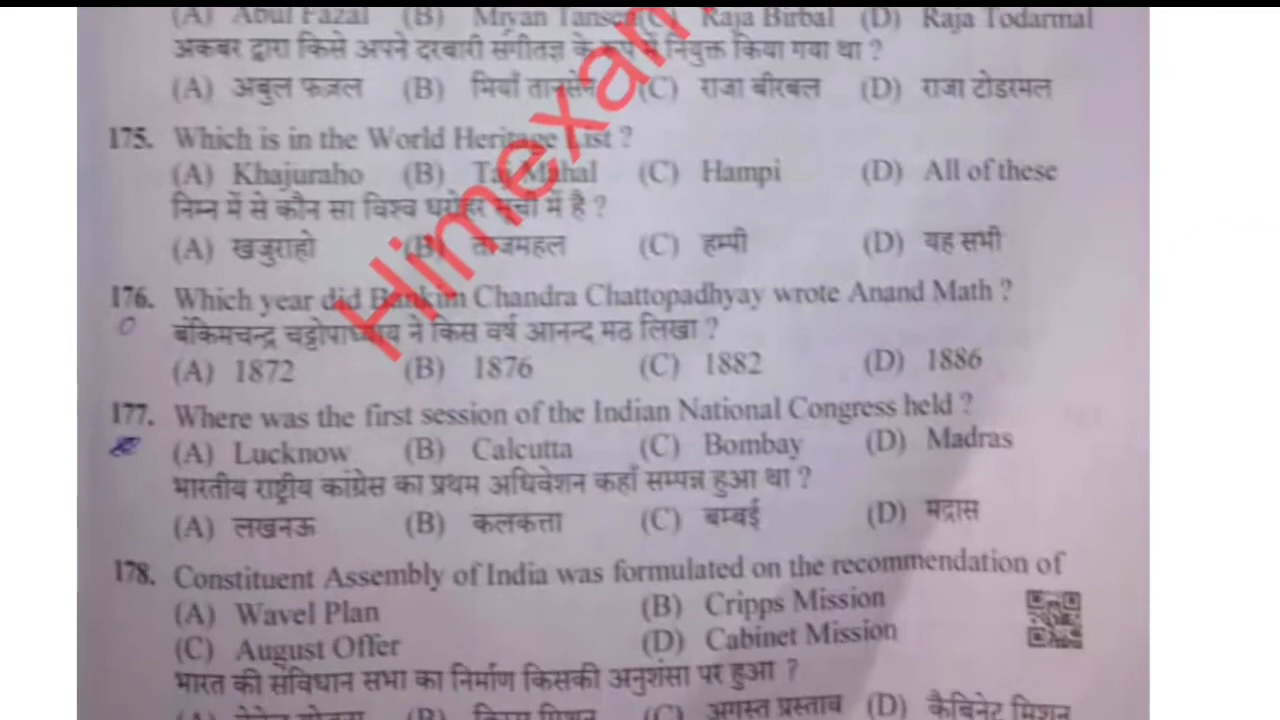 (A) Abul Fazal (B) Miyan Tansen (C) Raja Birbal (D) Raja Todarmal
अकबर द्वारा किसे अपने दरबारी संगीतज्ञ के रूप में नियुक्त किया गया था ?
(A) अबुल फज़ल (B) मियाँ तानसेन (C) राजा बीरबल (D) राजा टोडरमल
175. Which is in the World Heritage List ?
(A) Khajuraho (B) Taj Mahal (C) Hampi (D) All of these
निम्न में से कौन सा विश्व धरोहर सूची में है ?
(A) खजुराहो (B) ताजमहल (C) हम्पी (D) यह सभी
176. Which year did Bankim Chandra Chattopadhyay wrote Anand Math ?
बंकिमचन्द्र चट्टोपाध्याय ने किस वर्ष आनन्द मठ लिखा ?
(A) 1872 (B) 1876 (C) 1882 (D) 1886
177. Where was the first session of the Indian National Congress held ?
(A) Lucknow (B) Calcutta (C) Bombay (D) Madras
भारतीय राष्ट्रीय कांग्रेस का प्रथम अधिवेशन कहाँ सम्पन्न हुआ था ?
(A) लखनऊ (B) कलकत्ता (C) बम्बई (D) मद्रास
178. Constituent Assembly of India was formulated on the recommendation of
(A) Wavel Plan (B) Cripps Mission
(C) August Offer (D) Cabinet Mission
भारत की संविधान सभा का निर्माण किसकी अनुशंसा पर हुआ ?
(C) अगस्त प्रस्ताव (D) कैबिनेट मिशन
Himexam